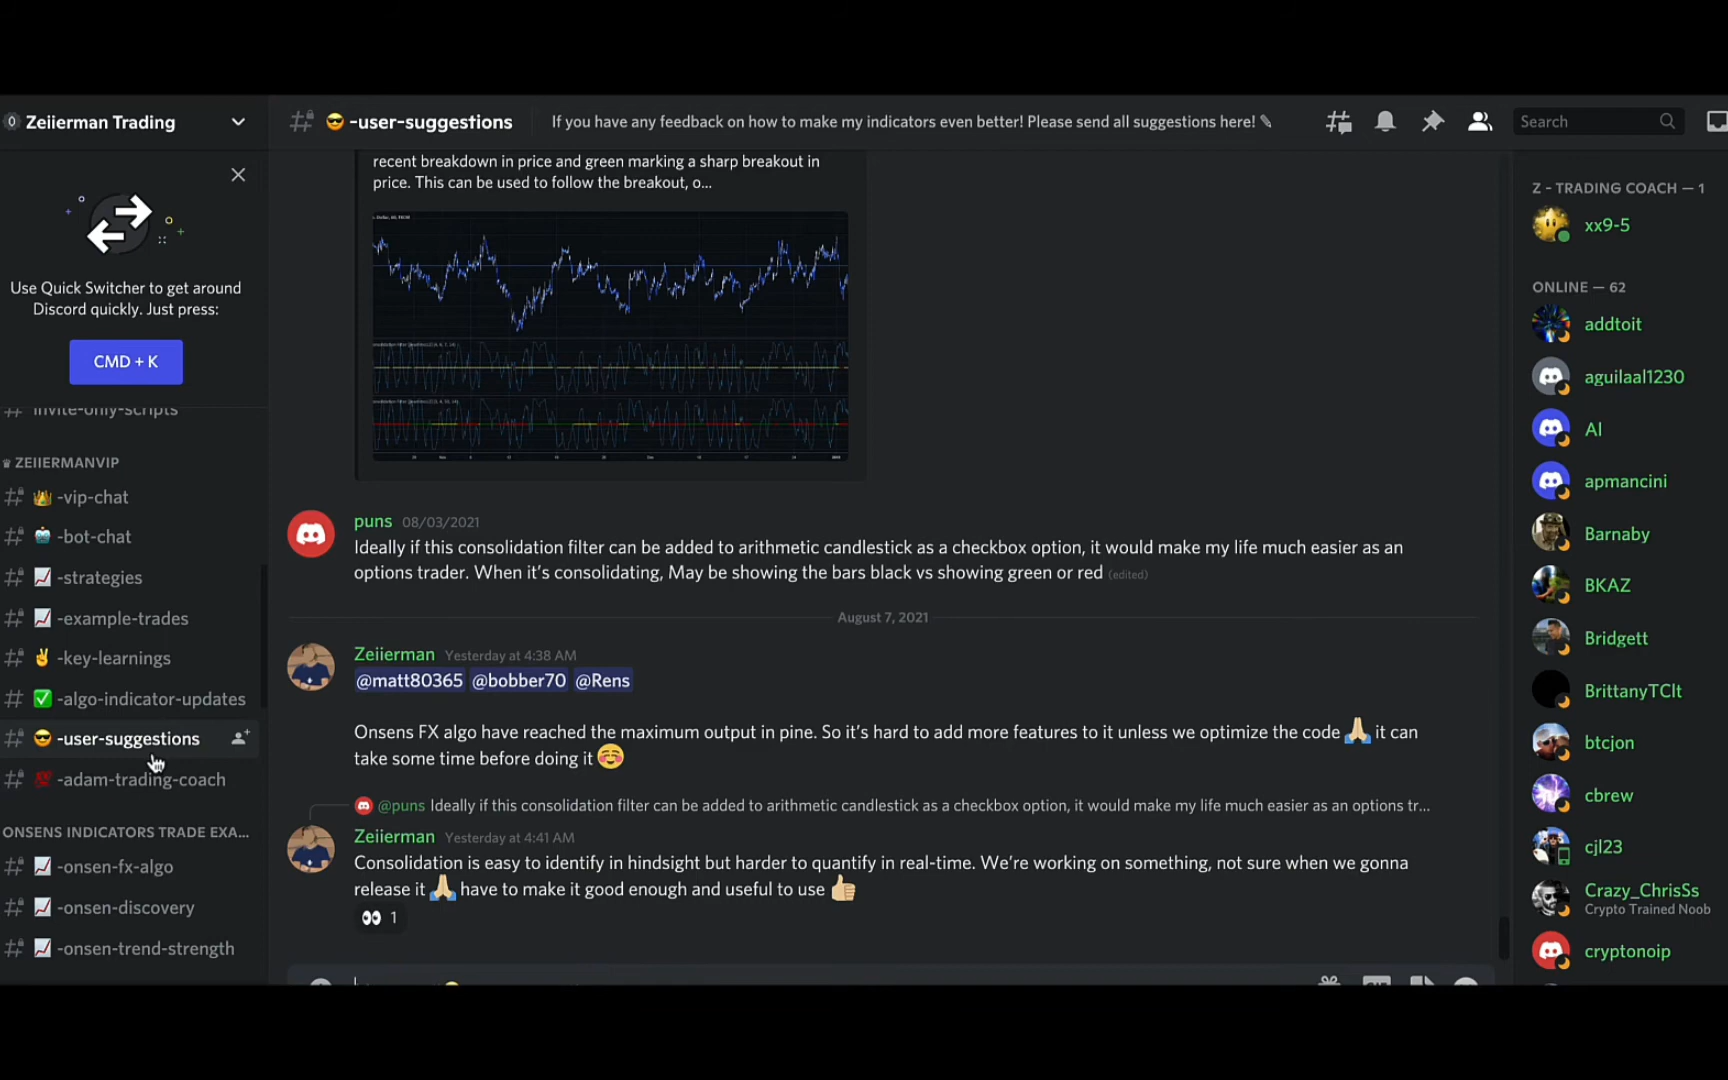 Zeiierman Trading
Use Quick Switcher to get around
Discord quickly. Just press:
CMD + K
invite-only-scripts
ZEIIERMANVIP
-vip-chat
-bot-chat
-strategies
-example-trades
-key-learnings
-algo-indicator-updates
-user-suggestions
-adam-trading-coach
ONSENS INDICATORS TRADE EXA...
-onsen-fx-algo
-onsen-discovery
-onsen-trend-strength
-user-suggestions
If you have any feedback on how to make my indicators even better! Please send all suggestions here! ✎
Search
recent breakdown in price and green marking a sharp breakout in
price. This can be used to follow the breakout, o...
puns 08/03/2021
Ideally if this consolidation filter can be added to arithmetic candlestick as a checkbox option, it would make my life much easier as an
options trader. When it's consolidating, May be showing the bars black vs showing green or red (edited)
August 7, 2021
Zeiierman Yesterday at 4:38 AM
@matt80365 @bobber70 @Rens
Onsens FX algo have reached the maximum output in pine. So it's hard to add more features to it unless we optimize the code 🙏 it can
take some time before doing it ☺️
@puns Ideally if this consolidation filter can be added to arithmetic candlestick as a checkbox option, it would make my life much easier as an options tr...
Zeiierman Yesterday at 4:41 AM
Consolidation is easy to identify in hindsight but harder to quantify in real-time. We're working on something, not sure when we gonna
release it 🙏 have to make it good enough and useful to use 👍
👀 1
Z - TRADING COACH — 1
xx9-5
ONLINE — 62
addtoit
aguilaal1230
Al
apmancini
Barnaby
BKAZ
Bridgett
BrittanyTClt
btcjon
cbrew
cjl23
Crazy_ChrisSs
Crypto Trained Noob
cryptonoip